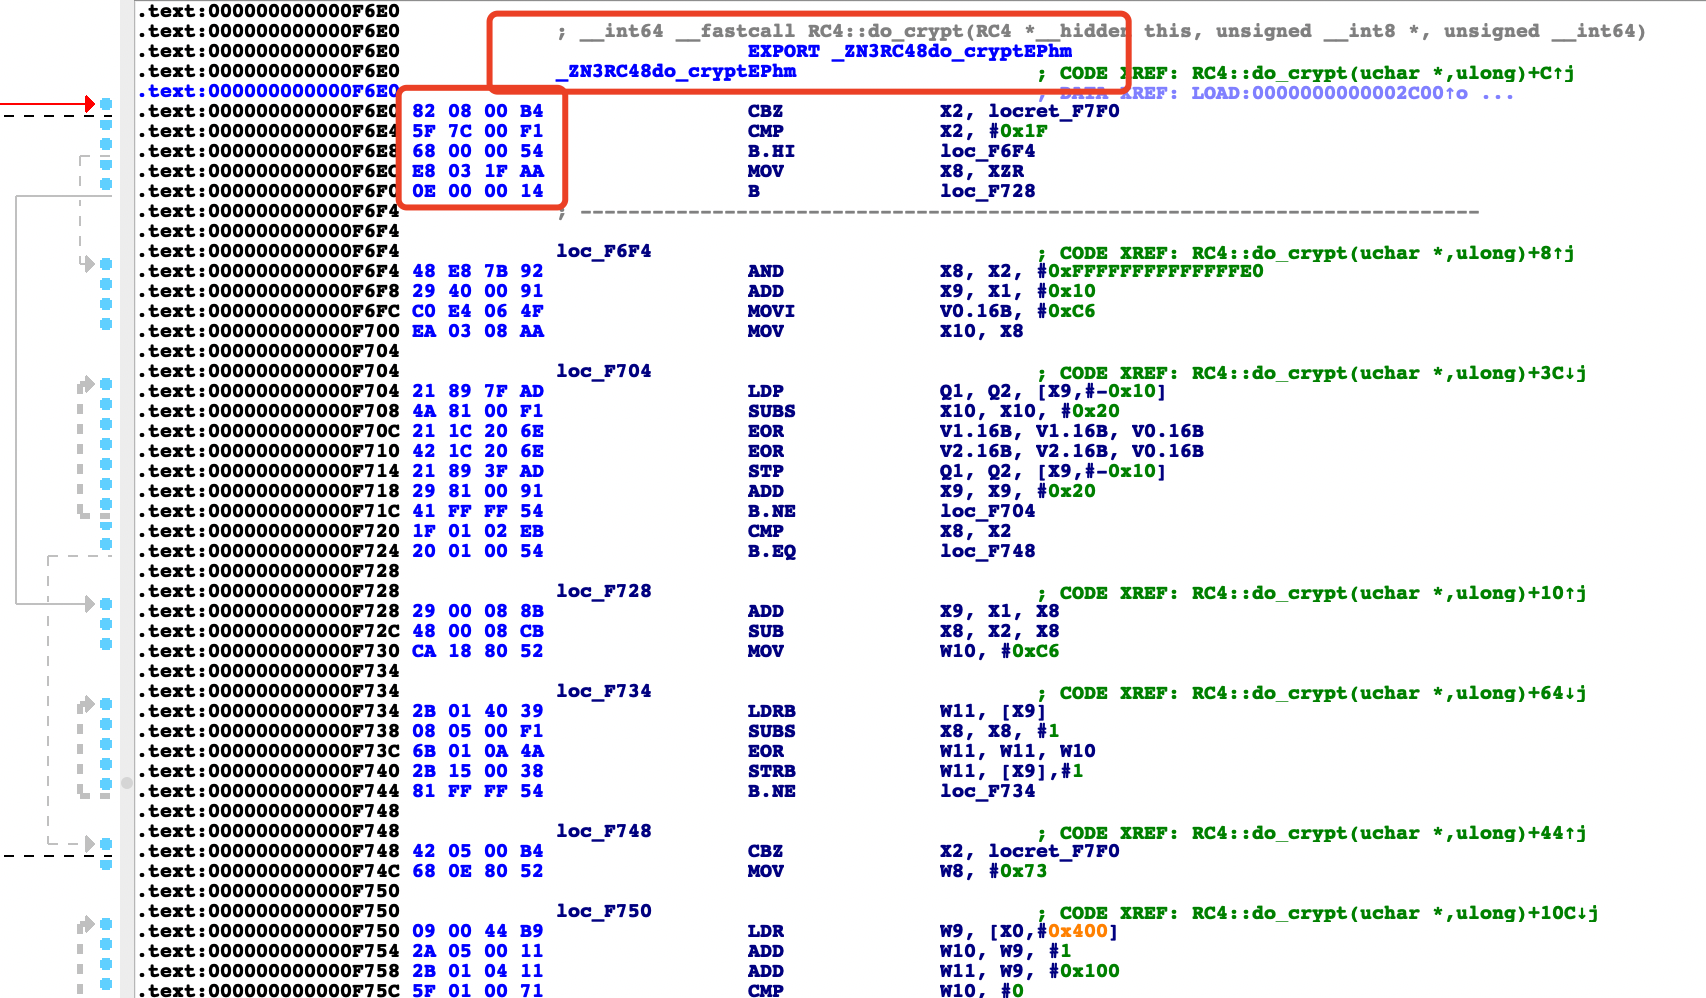 .text:000000000000F6E0
.text:000000000000F6E0 ; __int64 __fastcall RC4::do_crypt(RC4 *__hidden this, unsigned __int8 *, unsigned __int64)
.text:000000000000F6E0 EXPORT _ZN3RC48do_cryptEPhm
.text:000000000000F6E0 _ZN3RC48do_cryptEPhm ; CODE XREF: RC4::do_crypt(uchar *,ulong)+C↑j
.text:000000000000F6E0 ; DATA XREF: LOAD:0000000000002C00↑o ...
.text:000000000000F6E0 82 08 00 B4 CBZ X2, locret_F7F0
.text:000000000000F6E4 5F 7C 00 F1 CMP X2, #0x1F
.text:000000000000F6E8 68 00 00 54 B.HI loc_F6F4
.text:000000000000F6EC E8 03 1F AA MOV X8, XZR
.text:000000000000F6F0 0E 00 00 14 B loc_F728
.text:000000000000F6F4 ; ---------------------------------------------------------------------------
.text:000000000000F6F4
.text:000000000000F6F4 loc_F6F4 ; CODE XREF: RC4::do_crypt(uchar *,ulong)+8↑j
.text:000000000000F6F4 48 E8 7B 92 AND X8, X2, #0xFFFFFFFFFFFFFFE0
.text:000000000000F6F8 29 40 00 91 ADD X9, X1, #0x10
.text:000000000000F6FC C0 E4 06 4F MOVI V0.16B, #0xC6
.text:000000000000F700 EA 03 08 AA MOV X10, X8
.text:000000000000F704
.text:000000000000F704 loc_F704 ; CODE XREF: RC4::do_crypt(uchar *,ulong)+3C↓j
.text:000000000000F704 21 89 7F AD LDP Q1, Q2, [X9,#-0x10]
.text:000000000000F708 4A 81 00 F1 SUBS X10, X10, #0x20
.text:000000000000F70C 21 1C 20 6E EOR V1.16B, V1.16B, V0.16B
.text:000000000000F710 42 1C 20 6E EOR V2.16B, V2.16B, V0.16B
.text:000000000000F714 21 89 3F AD STP Q1, Q2, [X9,#-0x10]
.text:000000000000F718 29 81 00 91 ADD X9, X9, #0x20
.text:000000000000F71C 41 FF FF 54 B.NE loc_F704
.text:000000000000F720 1F 01 02 EB CMP X8, X2
.text:000000000000F724 20 01 00 54 B.EQ loc_F748
.text:000000000000F728
.text:000000000000F728 loc_F728 ; CODE XREF: RC4::do_crypt(uchar *,ulong)+10↑j
.text:000000000000F728 29 00 08 8B ADD X9, X1, X8
.text:000000000000F72C 48 00 08 CB SUB X8, X2, X8
.text:000000000000F730 CA 18 80 52 MOV W10, #0xC6
.text:000000000000F734
.text:000000000000F734 loc_F734 ; CODE XREF: RC4::do_crypt(uchar *,ulong)+64↓j
.text:000000000000F734 2B 01 40 39 LDRB W11, [X9]
.text:000000000000F738 08 05 00 F1 SUBS X8, X8, #1
.text:000000000000F73C 6B 01 0A 4A EOR W11, W11, W10
.text:000000000000F740 2B 15 00 38 STRB W11, [X9],#1
.text:000000000000F744 81 FF FF 54 B.NE loc_F734
.text:000000000000F748
.text:000000000000F748 loc_F748 ; CODE XREF: RC4::do_crypt(uchar *,ulong)+44↑j
.text:000000000000F748 42 05 00 B4 CBZ X2, locret_F7F0
.text:000000000000F74C 68 0E 80 52 MOV W8, #0x73
.text:000000000000F750
.text:000000000000F750 loc_F750 ; CODE XREF: RC4::do_crypt(uchar *,ulong)+10C↓j
.text:000000000000F750 09 00 44 B9 LDR W9, [X0,#0x400]
.text:000000000000F754 2A 05 00 11 ADD W10, W9, #1
.text:000000000000F758 2B 01 04 11 ADD W11, W9, #0x100
.text:000000000000F75C 5F 01 00 71 CMP W10, #0